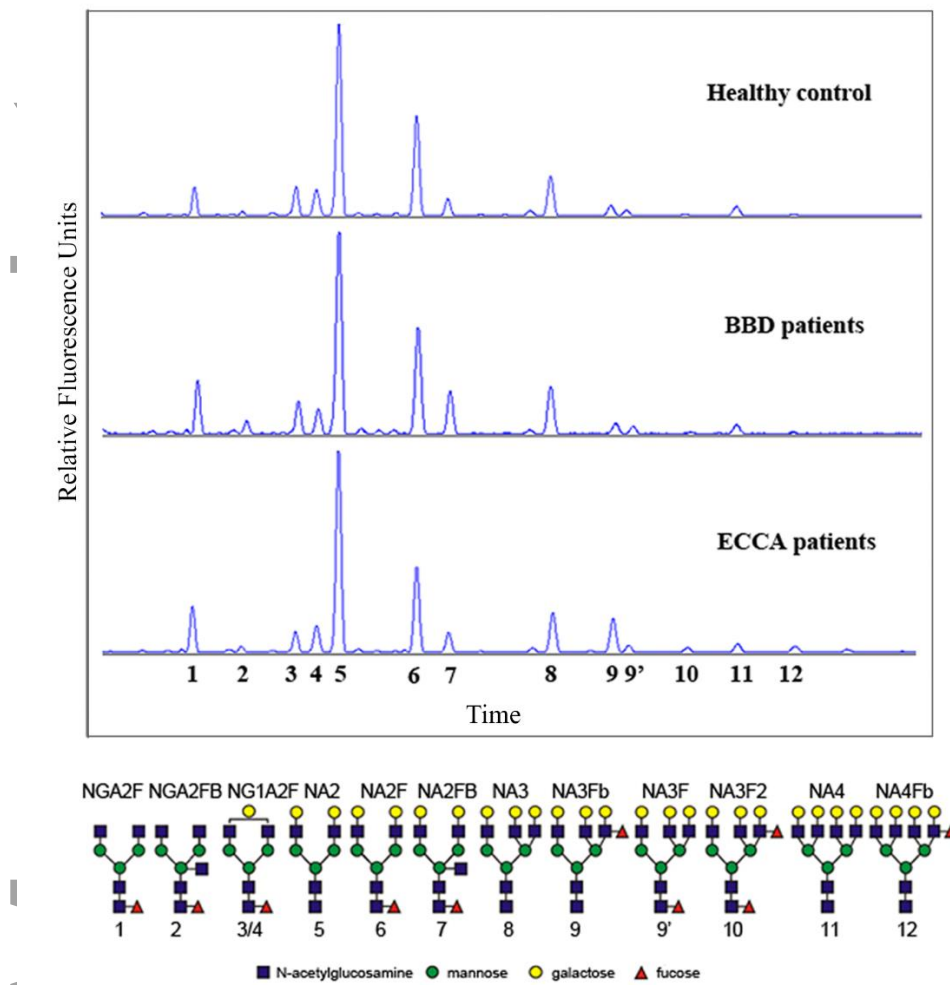 Healthy control
BBD patients
ECCA patients
Relative Fluorescence Units
1 2 3 4 5 6 7 8 9 9’ 10 11 12
Time
NGA2F NGA2FB NG1A2F NA2 NA2F NA2FB NA3 NA3Fb NA3F NA3F2 NA4 NA4Fb
1 2 3/4 5 6 7 8 9 9’ 10 11 12
N-acetylglucosamine mannose galactose fucose